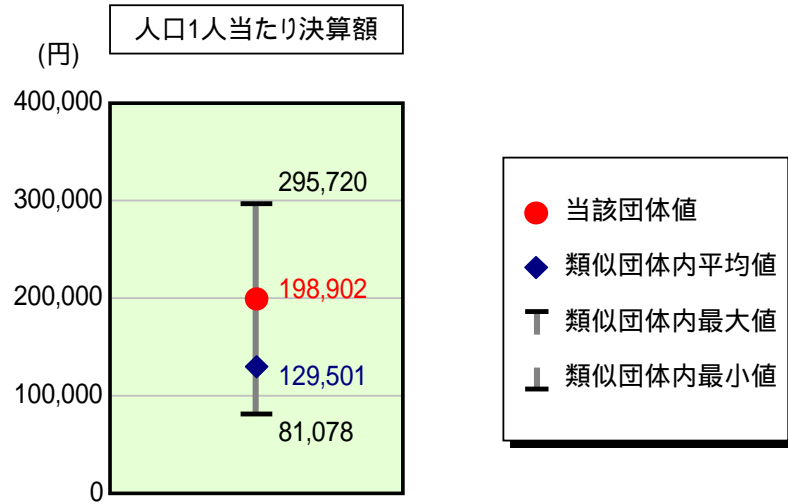 人口1人当たり決算額
(円)
400,000
300,000
200,000
100,000
0
295,720
198,902
129,501
81,078
当該団体値
類似団体内平均値
類似団体内最大値
類似団体内最小値